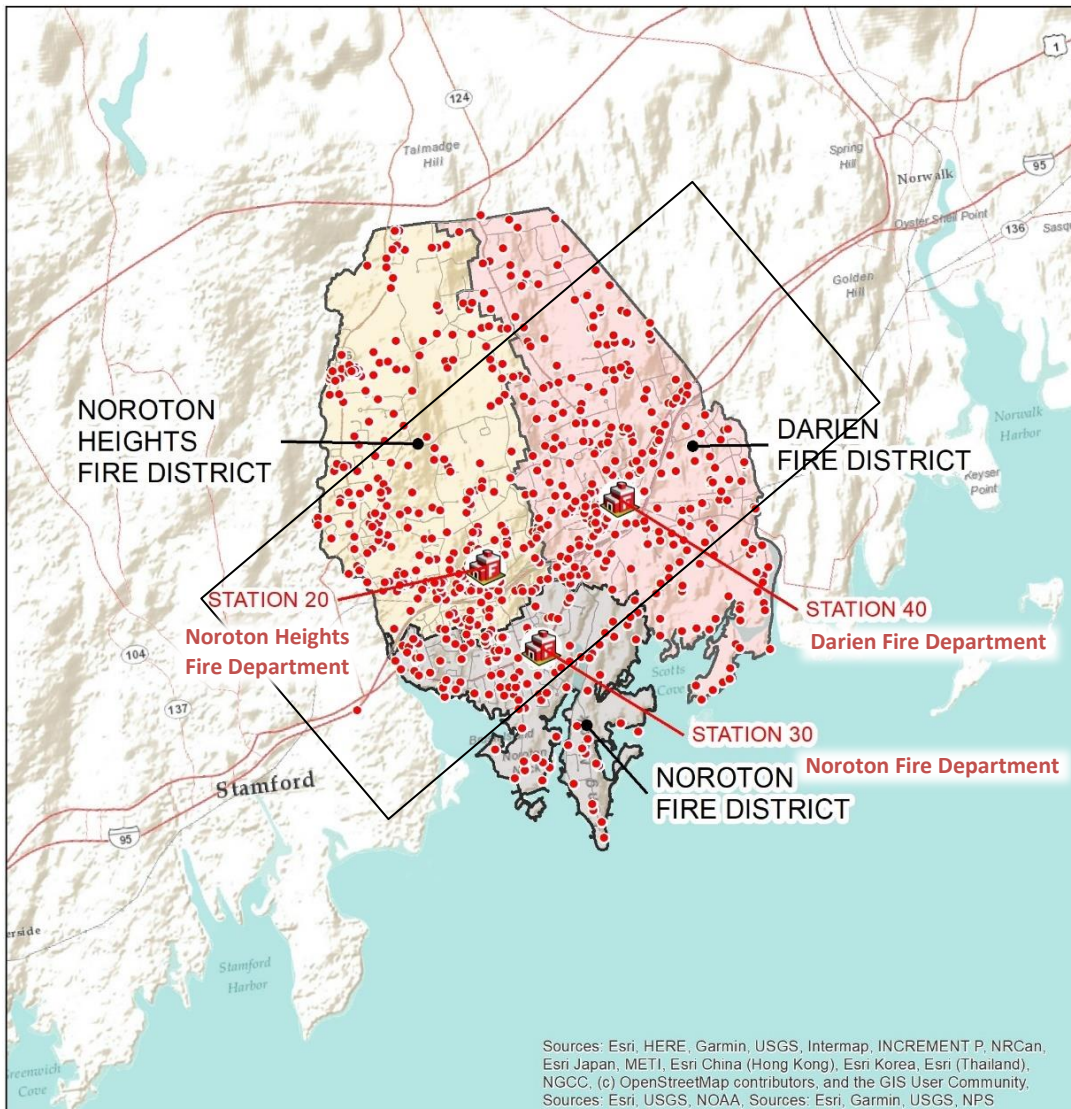 1
124
Talmadge
Hill
Spring
Hill
95
Norwalk
Oyster Shell Point
136
Golden
Hill
NOROTON
HEIGHTS
FIRE DISTRICT
DARIEN
FIRE DISTRICT
Norwalk
Harbor
Keyser
Point
STATION 20
Noroton Heights
Fire Department
STATION 40
Darien Fire Department
104
137
Scotts
Cove
STATION 30
Noroton Fire Department
Noroton
NOROTON
FIRE DISTRICT
Stamford
95
Stamford
Harbor
Greenwich
Cove
Sources: Esri, HERE, Garmin, USGS, Intermap, INCREMENT P, NRCan,
Esri Japan, METI, Esri China (Hong Kong), Esri Korea, Esri (Thailand),
NGCC, (c) OpenStreetMap contributors, and the GIS User Community,
Sources: Esri, USGS, NOAA, Sources: Esri, Garmin, USGS, NPS